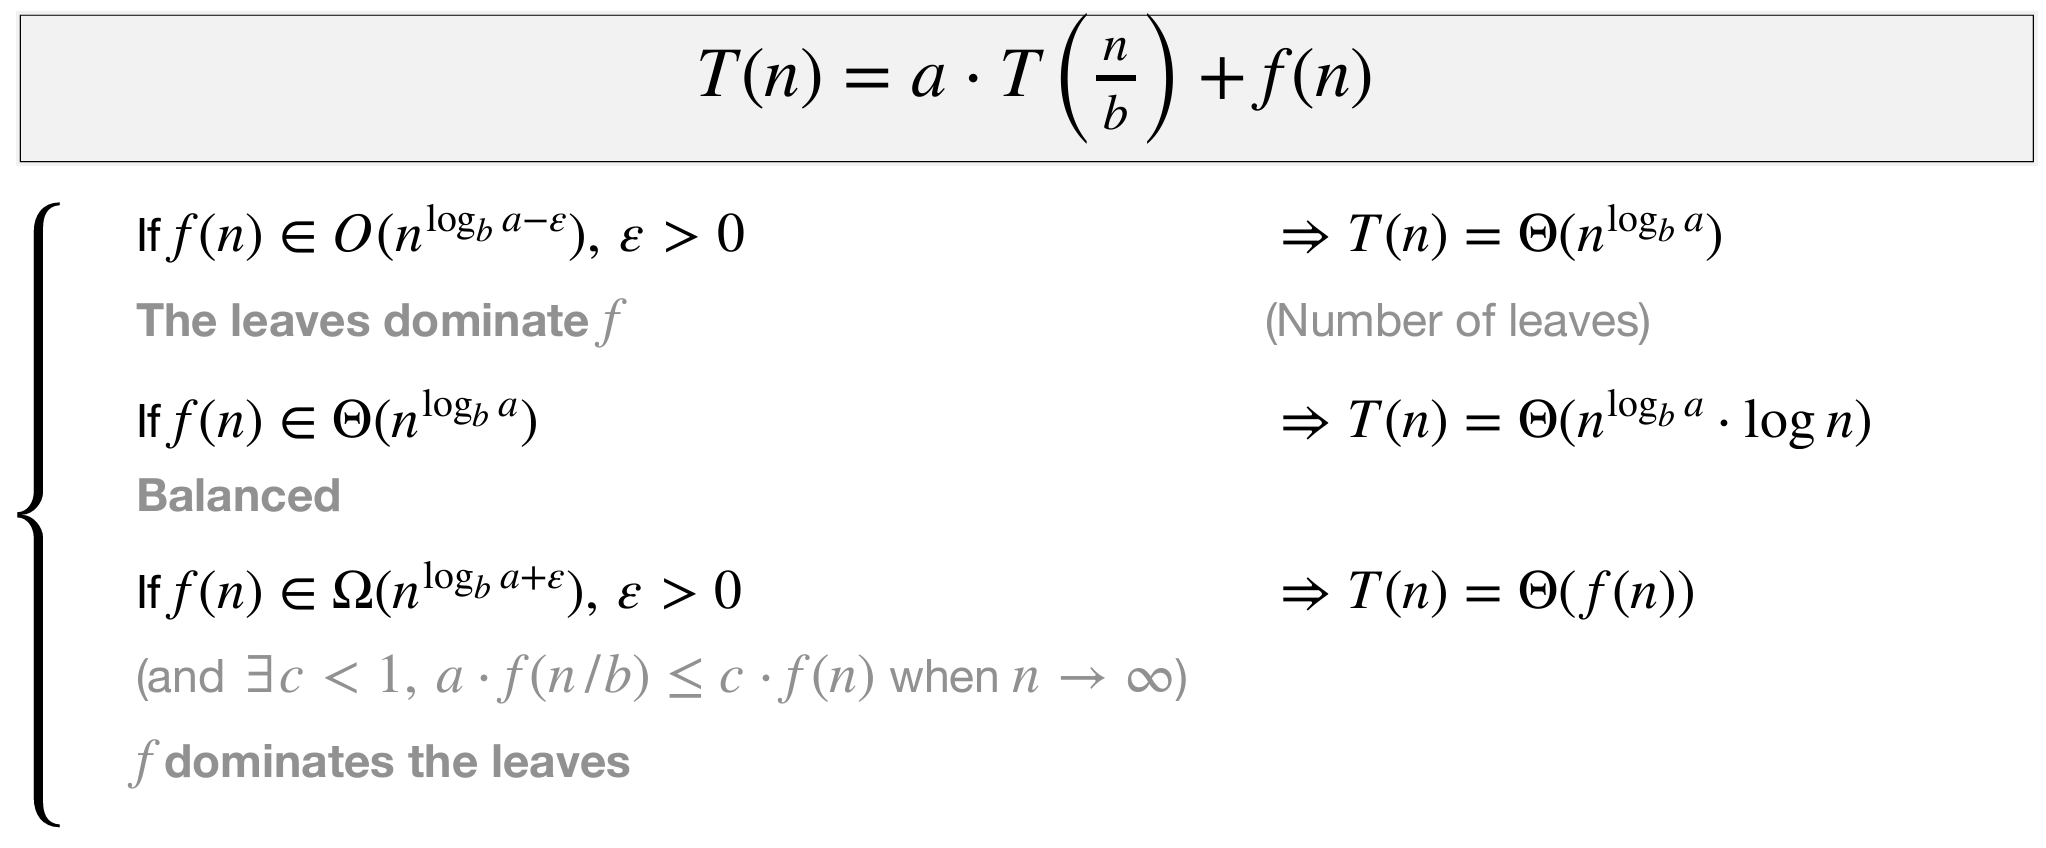 T(n) = a · T(n/b) + f(n)
If f(n) ∈ O(n^{log_b a−ε}), ε > 0 ⇒ T(n) = Θ(n^{log_b a})
The leaves dominate f (Number of leaves)
If f(n) ∈ Θ(n^{log_b a}) ⇒ T(n) = Θ(n^{log_b a} · log n)
Balanced
If f(n) ∈ Ω(n^{log_b a+ε}), ε > 0 ⇒ T(n) = Θ(f(n))
(and ∃c < 1, a · f(n/b) ≤ c · f(n) when n → ∞)
f dominates the leaves